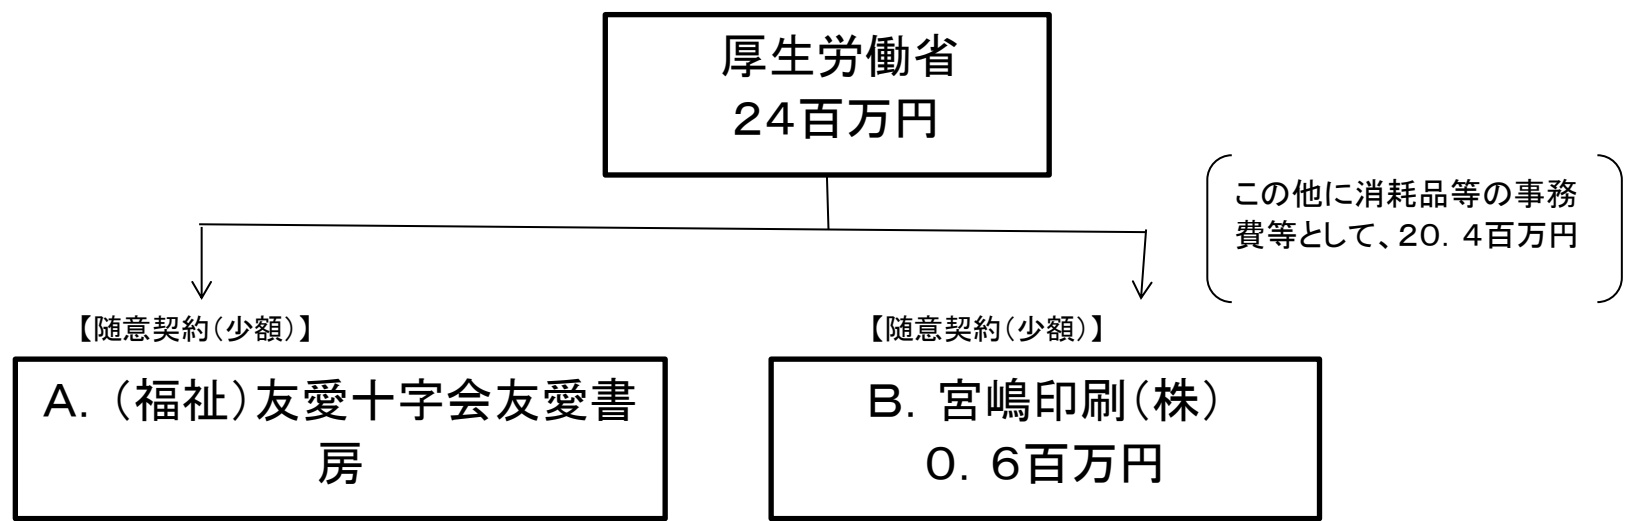 厚生労働省
24百万円
この他に消耗品等の事務
費等として、20．4百万円
【随意契約（少額）】
【随意契約（少額）】
A．（福祉）友愛十字会友愛書
房
B．宮嶋印刷（株）
0．6百万円